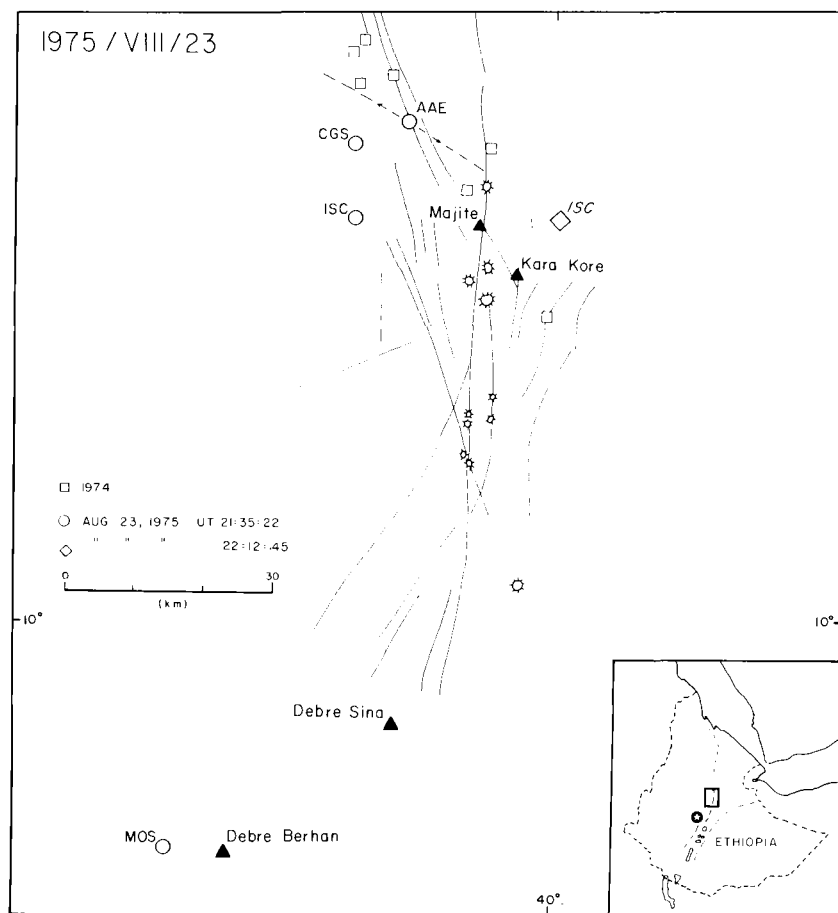 1975/VIII/23
AAE
CGS
ISC
ISC
Majite
Kara Kore
1974
AUG 23, 1975 UT 21:35:22
" " " 22:12:45
0 30
(km)
10° 10°
Debre Sina
MOS
Debre Berhan
ETHIOPIA
40°